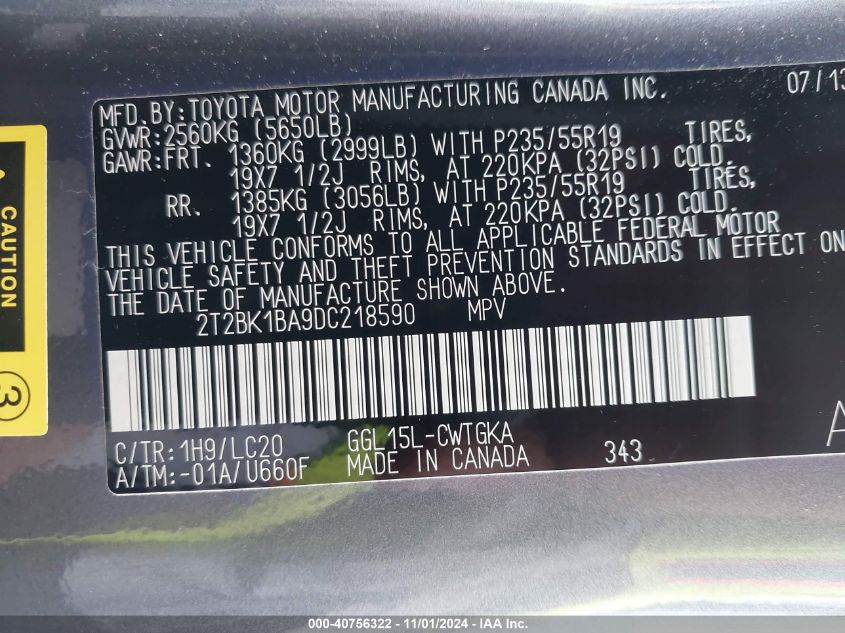 MFD. BY: TOYOTA MOTOR MANUFACTURING CANADA INC. 07/13
GVWR: 2560KG (5650LB)
GAWR: FRT. 1360KG (2999LB) WITH P235/55R19 TIRES,
19X7 1/2J RIMS, AT 220KPA (32PSI) COLD.
RR. 1385KG (3056LB) WITH P235/55R19 TIRES,
19X7 1/2J RIMS, AT 220KPA (32PSI) COLD.
THIS VEHICLE CONFORMS TO ALL APPLICABLE FEDERAL MOTOR
VEHICLE SAFETY AND THEFT PREVENTION STANDARDS IN EFFECT ON
THE DATE OF MANUFACTURE SHOWN ABOVE.
2T2BK1BA9DC218590 MPV
C/TR: 1H9/LC20 GGL15L-CWTGKA
A/TM: -01A/U660F MADE IN CANADA 343
A
CAUTION
3
000-40756322 - 11/01/2024 - IAA Inc.